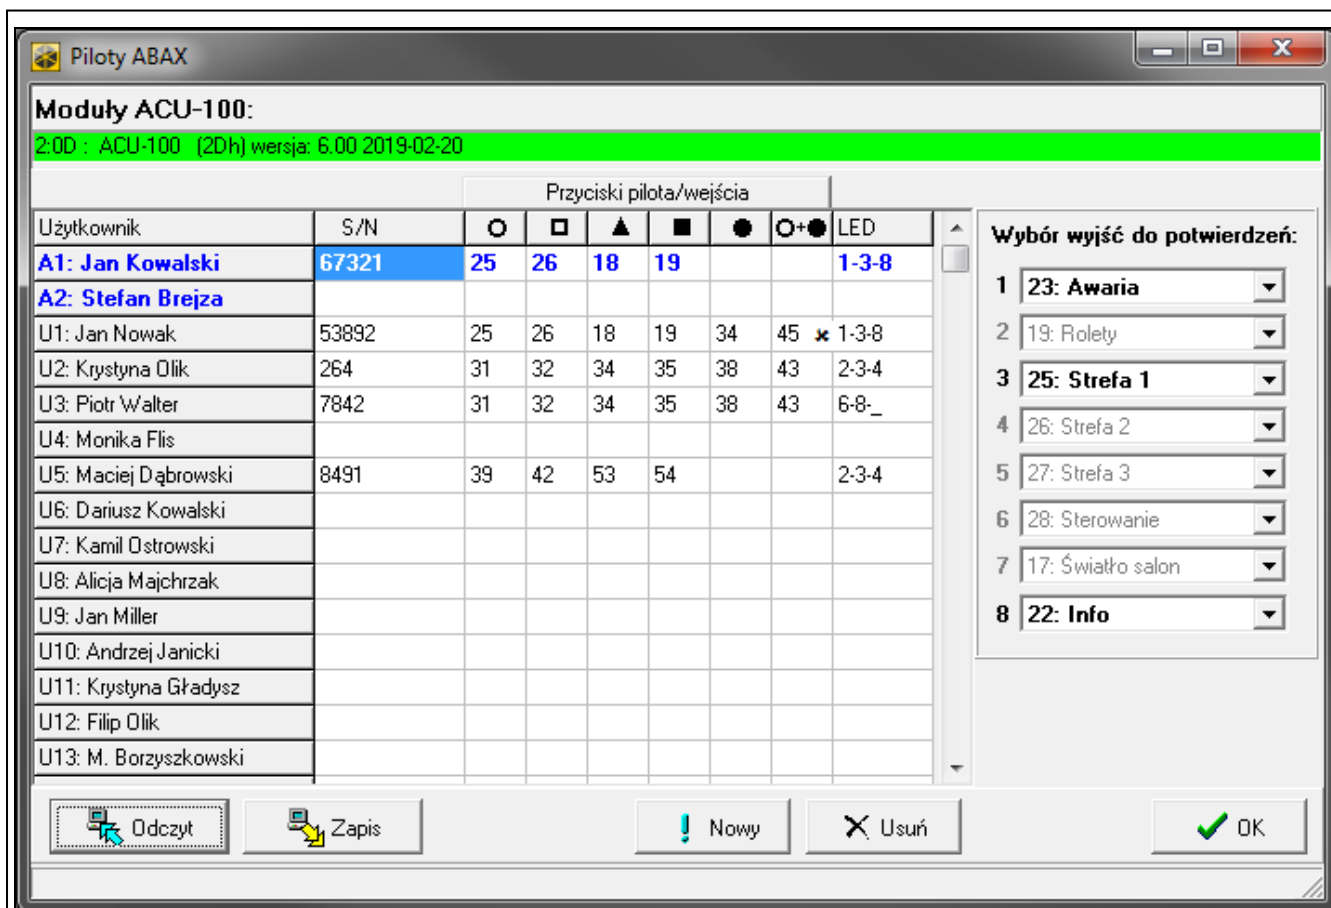 Piloty ABAX
Moduły ACU-100:
2:0D : ACU-100 (2Dh) wersja: 6.00 2019-02-20
Przyciski pilota/wejścia
Użytkownik S/N O+● LED
A1: Jan Kowalski 67321 25 26 18 19 1-3-8
A2: Stefan Brejza
U1: Jan Nowak 53892 25 26 18 19 34 45 x 1-3-8
U2: Krystyna Olik 264 31 32 34 35 38 43 2-3-4
U3: Piotr Walter 7842 31 32 34 35 38 43 6-8-_
U4: Monika Flis
U5: Maciej Dąbrowski 8491 39 42 53 54 2-3-4
U6: Dariusz Kowalski
U7: Kamil Ostrowski
U8: Alicja Majchrzak
U9: Jan Miller
U10: Andrzej Janicki
U11: Krystyna Gładysz
U12: Filip Olik
U13: M. Borzyszkowski
Wybór wyjść do potwierdzeń:
1 23: Awaria
2 19: Rolety
3 25: Strefa 1
4 26: Strefa 2
5 27: Strefa 3
6 28: Sterowanie
7 17: Światło salon
8 22: Info
Odczyt Zapis Nowy Usuń OK